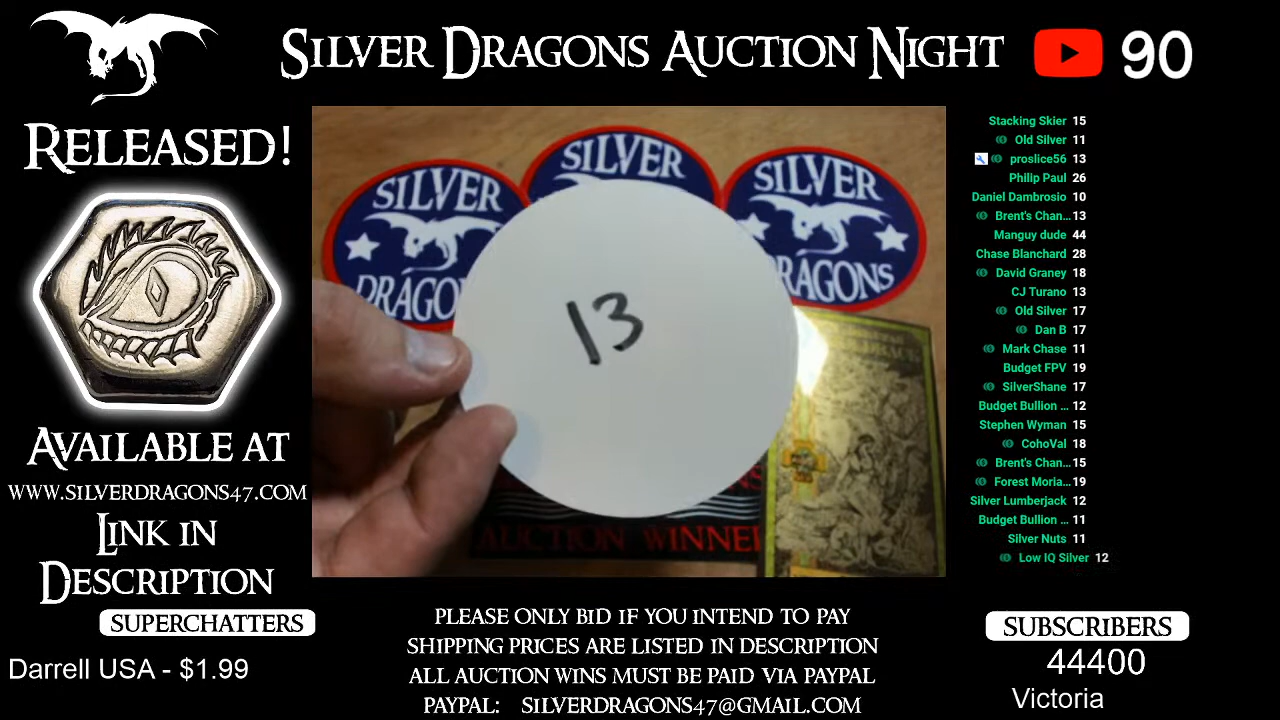 SILVER DRAGONS AUCTION NIGHT
90
RELEASED!
AVAILABLE AT
WWW.SILVERDRAGONS47.COM
LINK IN
DESCRIPTION
SUPERCHATTERS
Darrell USA - $1.99
SILVER
SILVER
DRAGO
SILVER
RAGONS
13
AUCTION WINNE
Stacking Skier 15
Old Silver 11
proslice56 13
Philip Paul 26
Daniel Dambrosio 10
Brent's Chan... 13
Manguy dude 44
Chase Blanchard 28
David Graney 18
CJ Turano 13
Old Silver 17
Dan B 17
Mark Chase 11
Budget FPV 19
SilverShane 17
Budget Bullion ... 12
Stephen Wyman 15
CohoVal 18
Brent's Chan... 15
Forest Moria... 19
Silver Lumberjack 12
Budget Bullion ... 11
Silver Nuts 11
Low IQ Silver 12
PLEASE ONLY BID IF YOU INTEND TO PAY
SHIPPING PRICES ARE LISTED IN DESCRIPTION
ALL AUCTION WINS MUST BE PAID VIA PAYPAL
PAYPAL: SILVERDRAGONS47@GMAIL.COM
SUBSCRIBERS
44400
Victoria